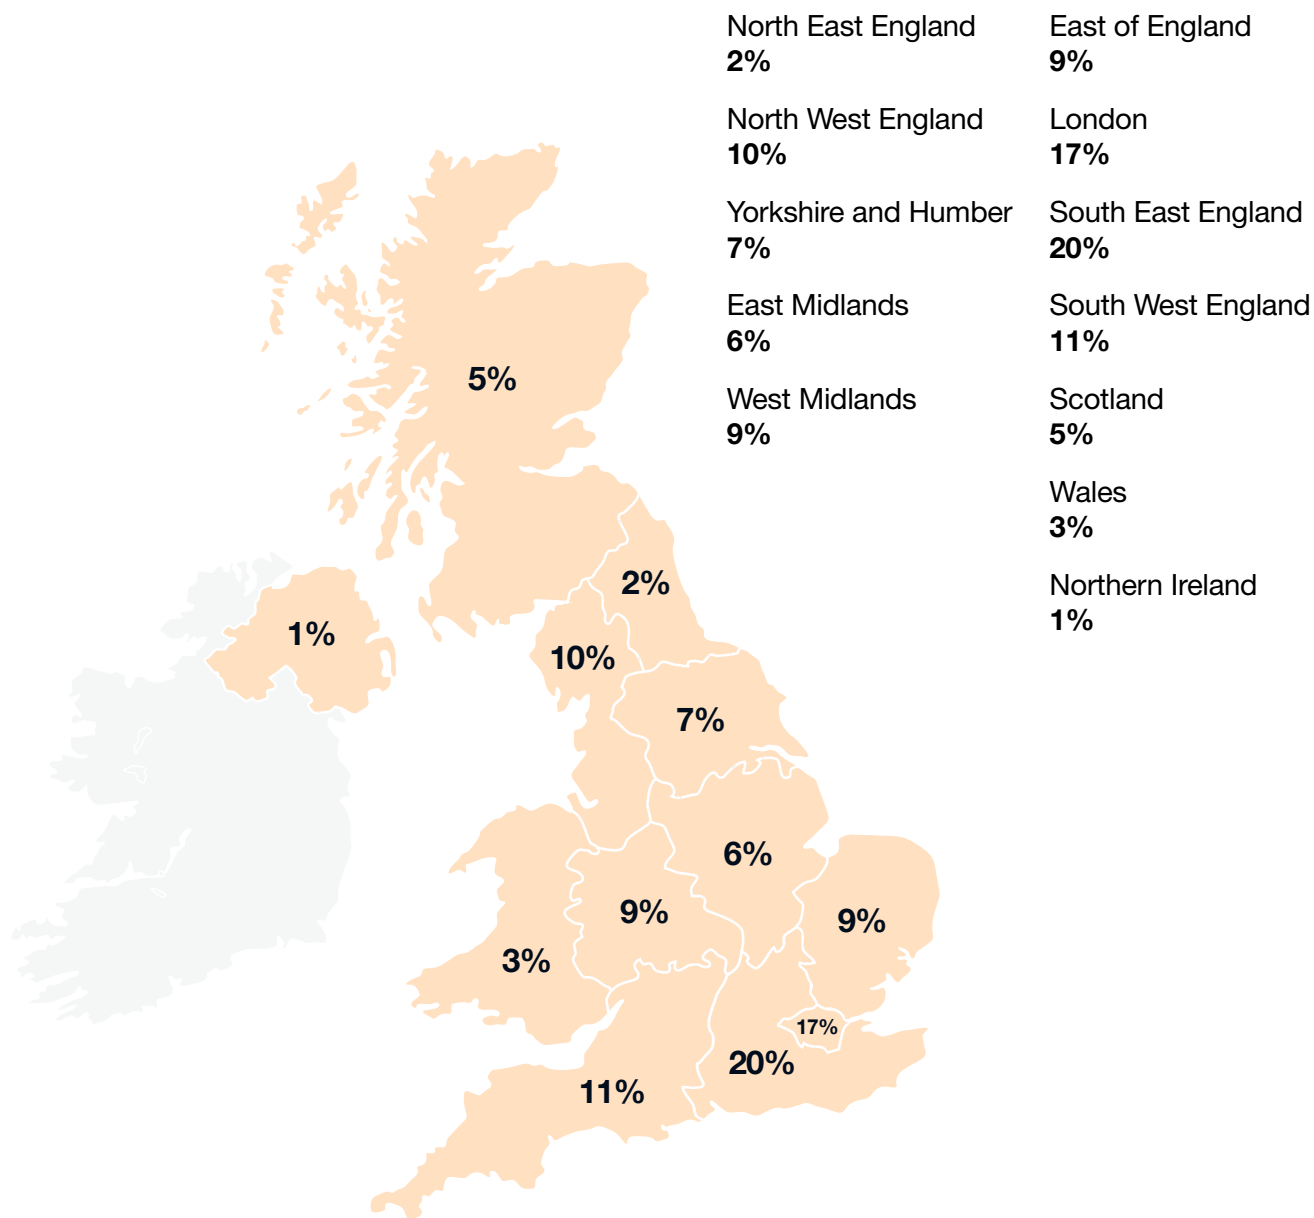 North East England
2%
North West England
10%
Yorkshire and Humber
7%
East Midlands
6%
West Midlands
9%
East of England
9%
London
17%
South East England
20%
South West England
11%
Scotland
5%
Wales
3%
Northern Ireland
1%
5%
2%
1%
10%
7%
6%
9%
9%
3%
17%
20%
11%